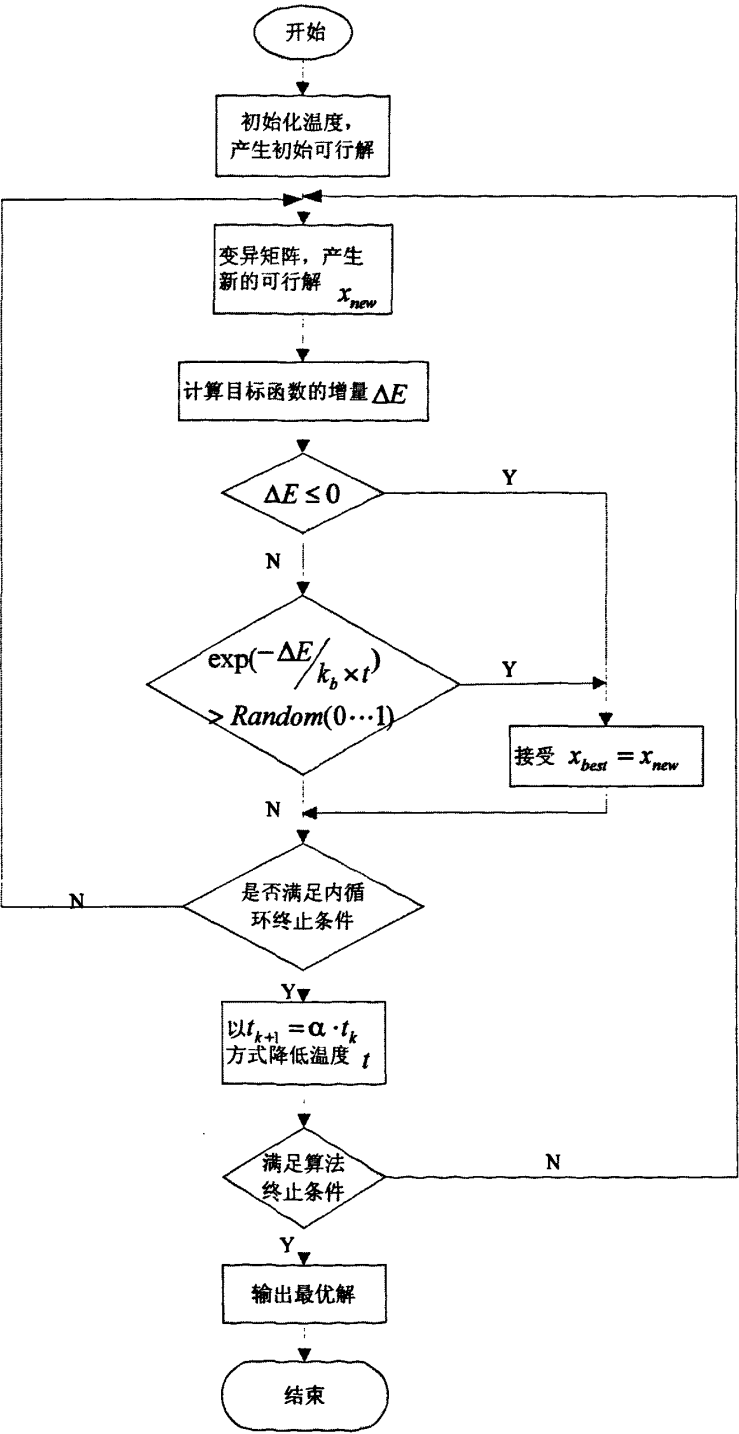 开始
初始化温度，
产生初始可行解
变异矩阵，产生
新的可行解 x_new
计算目标函数的增量 ΔE
ΔE ≤ 0
Y
N
exp(−ΔE/k_b × t)
> Random(0⋯1)
Y
接受 x_best = x_new
N
是否满足内循
环终止条件
N
Y
以 t_{k+1} = α · t_k
方式降低温度 t
满足算法
终止条件
N
Y
输出最优解
结束